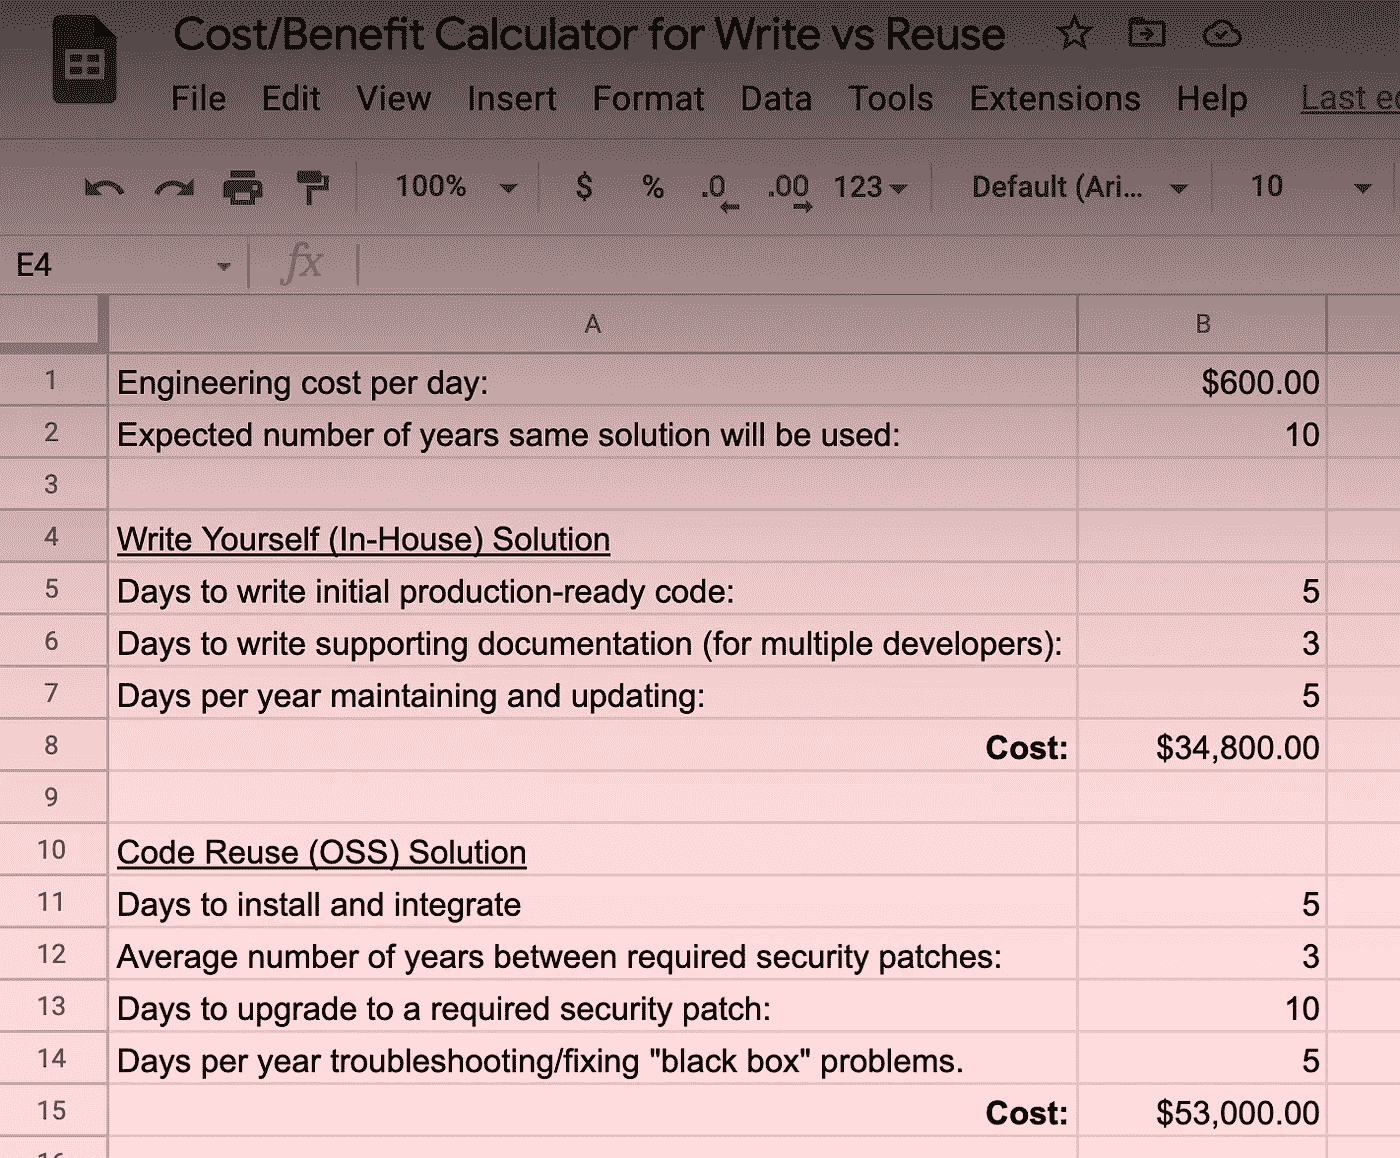 Cost/Benefit Calculator for Write vs Reuse
File Edit View Insert Format Data Tools Extensions Help Last
100% $ % .0 .00 123 Default (Ari... 10
E4 fx
A B
1 Engineering cost per day: $600.00
2 Expected number of years same solution will be used: 10
3
4 Write Yourself (In-House) Solution
5 Days to write initial production-ready code: 5
6 Days to write supporting documentation (for multiple developers): 3
7 Days per year maintaining and updating: 5
8 Cost: $34,800.00
9
10 Code Reuse (OSS) Solution
11 Days to install and integrate 5
12 Average number of years between required security patches: 3
13 Days to upgrade to a required security patch: 10
14 Days per year troubleshooting/fixing "black box" problems. 5
15 Cost: $53,000.00